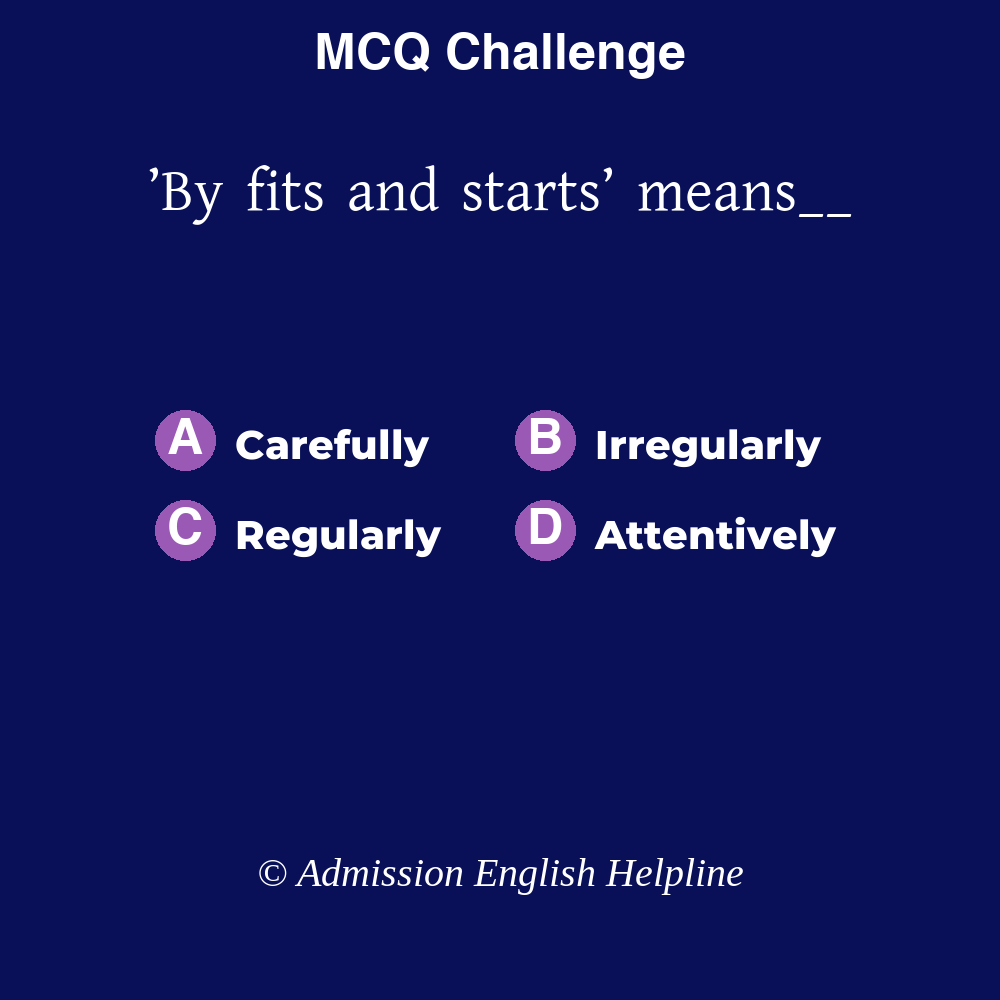 MCQ Challenge
’By fits and starts’ means__
A Carefully B Irregularly
C Regularly D Attentively
© Admission English Helpline